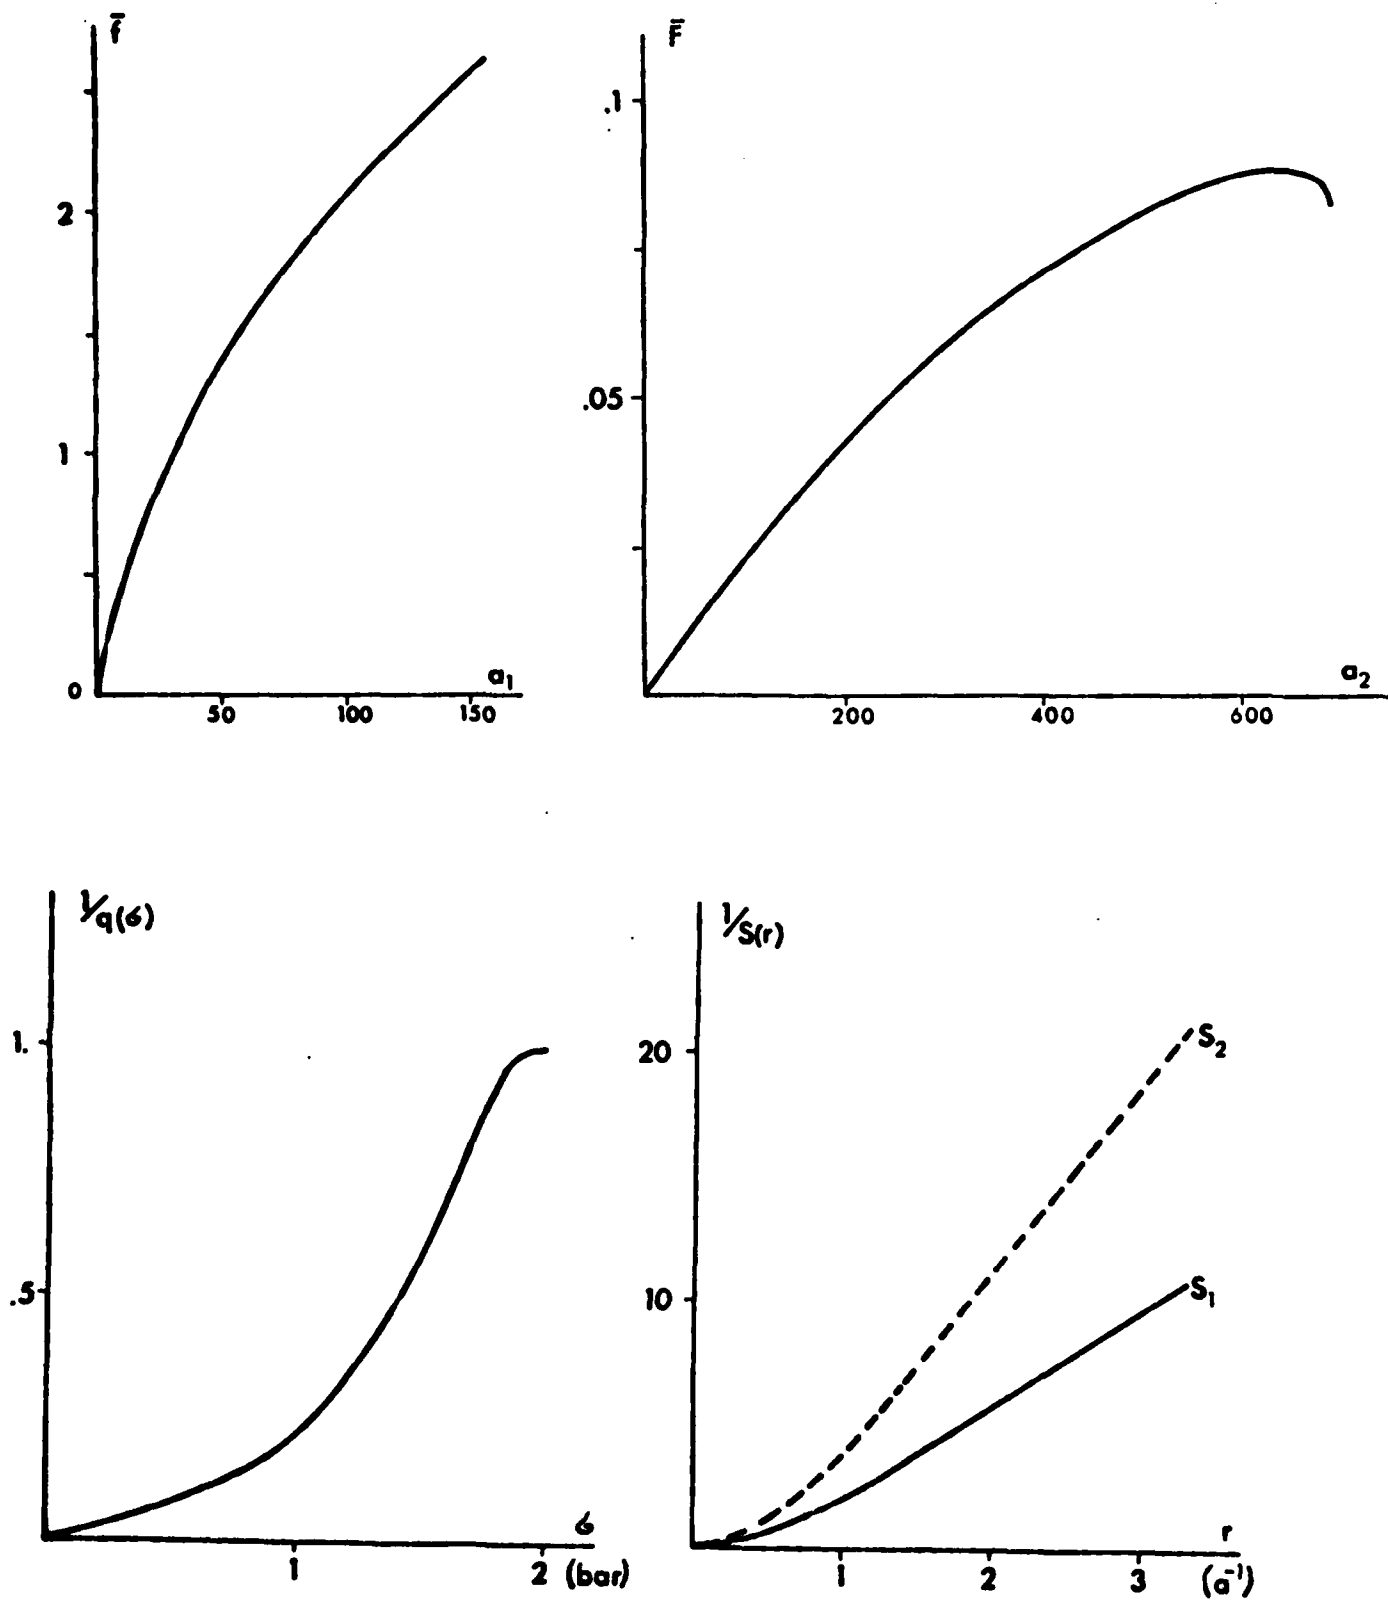 f̄
2
1
0
50 100 150
a₁
F̄
.1
.05
200 400 600
a₂
1/q(σ)
1.
.5
1 2 (bar)
σ
1/S(r)
20
10
S₂
S₁
r
1 2 3 (a⁻¹)